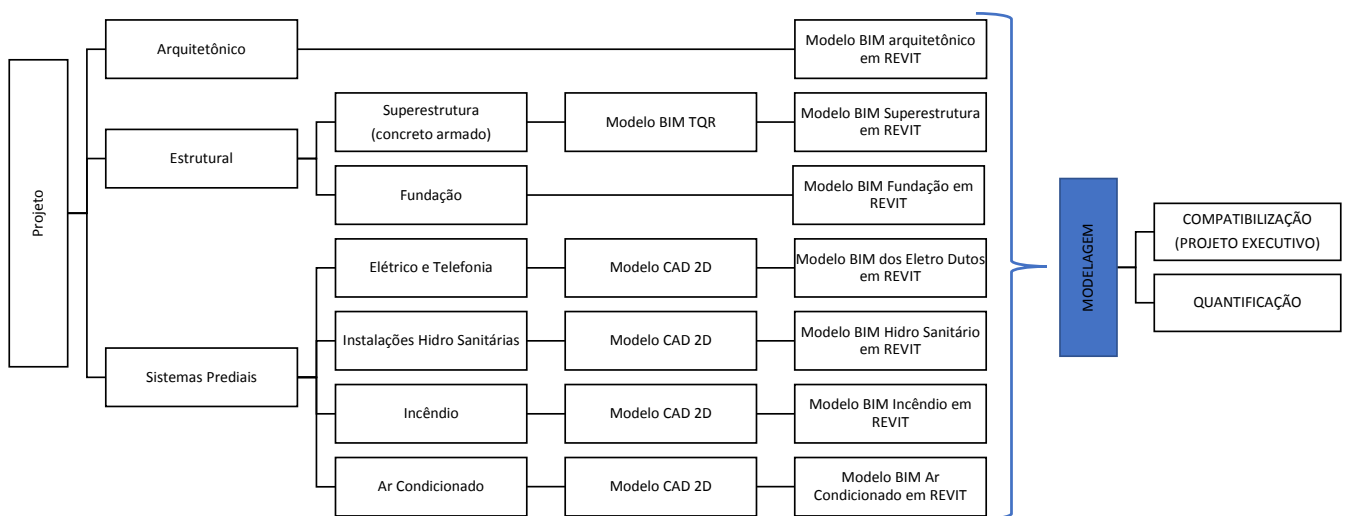 Projeto
Arquitetônico
Modelo BIM arquitetônico
em REVIT
Estrutural
Superestrutura
(concreto armado)
Modelo BIM TQR
Modelo BIM Superestrutura
em REVIT
Fundação
Modelo BIM Fundação em
REVIT
Sistemas Prediais
Elétrico e Telefonia
Modelo CAD 2D
Modelo BIM dos Eletro Dutos
em REVIT
Instalações Hidro Sanitárias
Modelo CAD 2D
Modelo BIM Hidro Sanitário
em REVIT
Incêndio
Modelo CAD 2D
Modelo BIM Incêndio em
REVIT
Ar Condicionado
Modelo CAD 2D
Modelo BIM Ar
Condicionado em REVIT
MODELAGEM
COMPATIBILIZAÇÃO
(PROJETO EXECUTIVO)
QUANTIFICAÇÃO